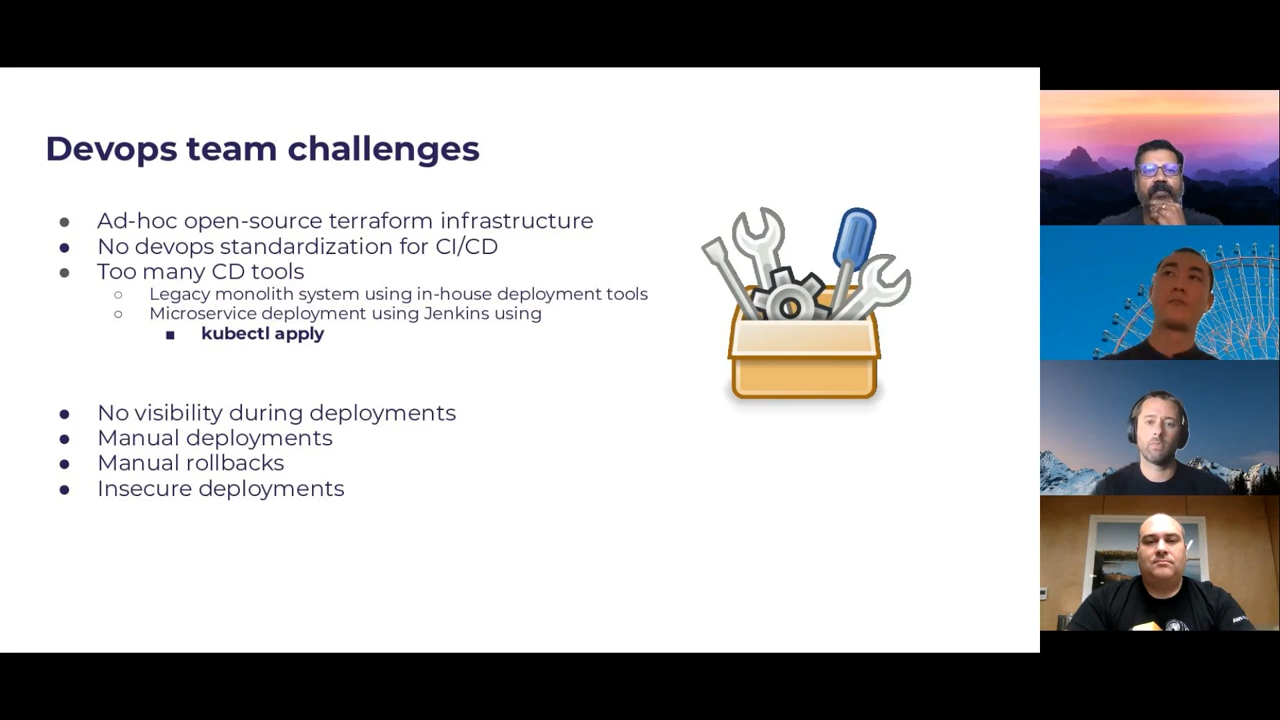 Devops team challenges
● Ad-hoc open-source terraform infrastructure
● No devops standardization for CI/CD
● Too many CD tools
○ Legacy monolith system using in-house deployment tools
○ Microservice deployment using Jenkins using
■ kubectl apply
● No visibility during deployments
● Manual deployments
● Manual rollbacks
● Insecure deployments